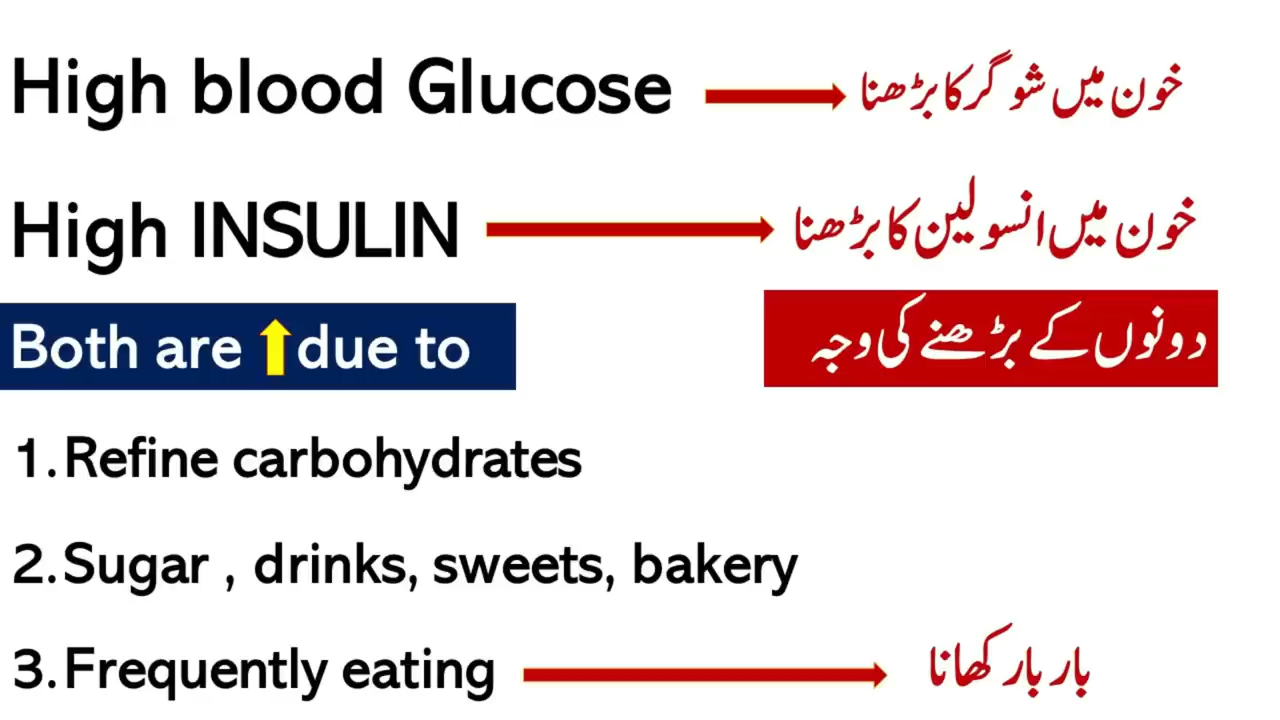 High blood Glucose خون میں شوگر کا بڑھنا
High INSULIN خون میں انسولین کا بڑھنا
Both are due to دونوں کے بڑھنے کی وجہ
1. Refine carbohydrates
2. Sugar , drinks, sweets, bakery
3. Frequently eating بار بار کھانا